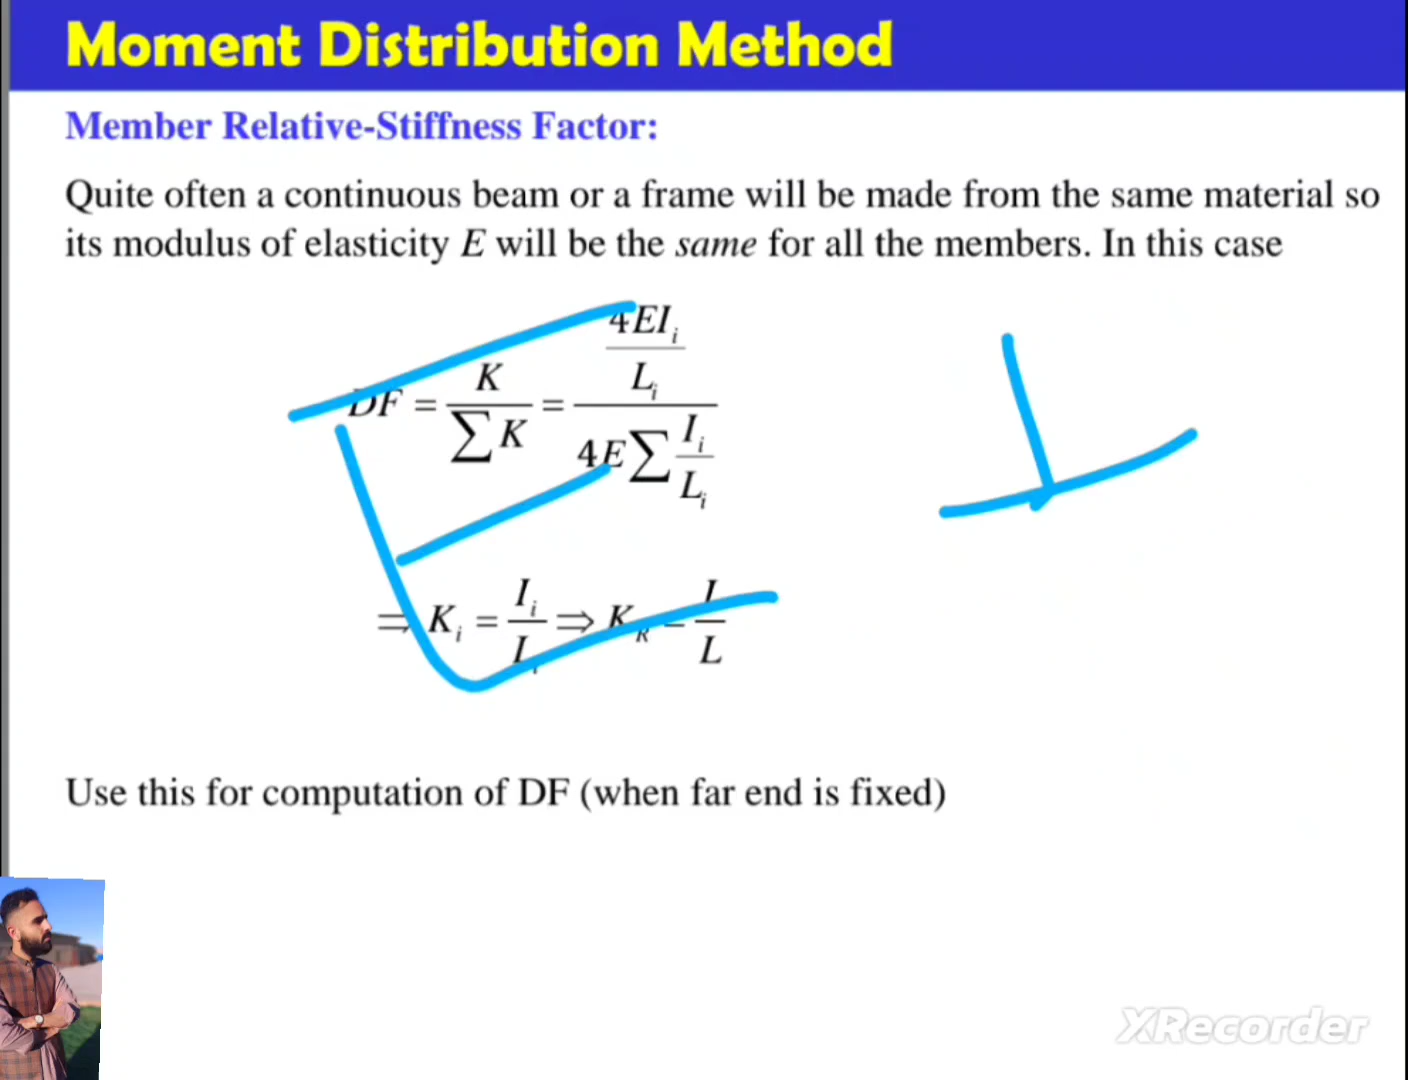 Moment Distribution Method
Member Relative-Stiffness Factor:
Quite often a continuous beam or a frame will be made from the same material so
its modulus of elasticity E will be the same for all the members. In this case
DF = K / ∑K = (4EI_i / L_i) / (4E∑ I_i / L_i)
⇒ K_i = I_i / L_i ⇒ K_R = I / L
Use this for computation of DF (when far end is fixed)
XRecorder